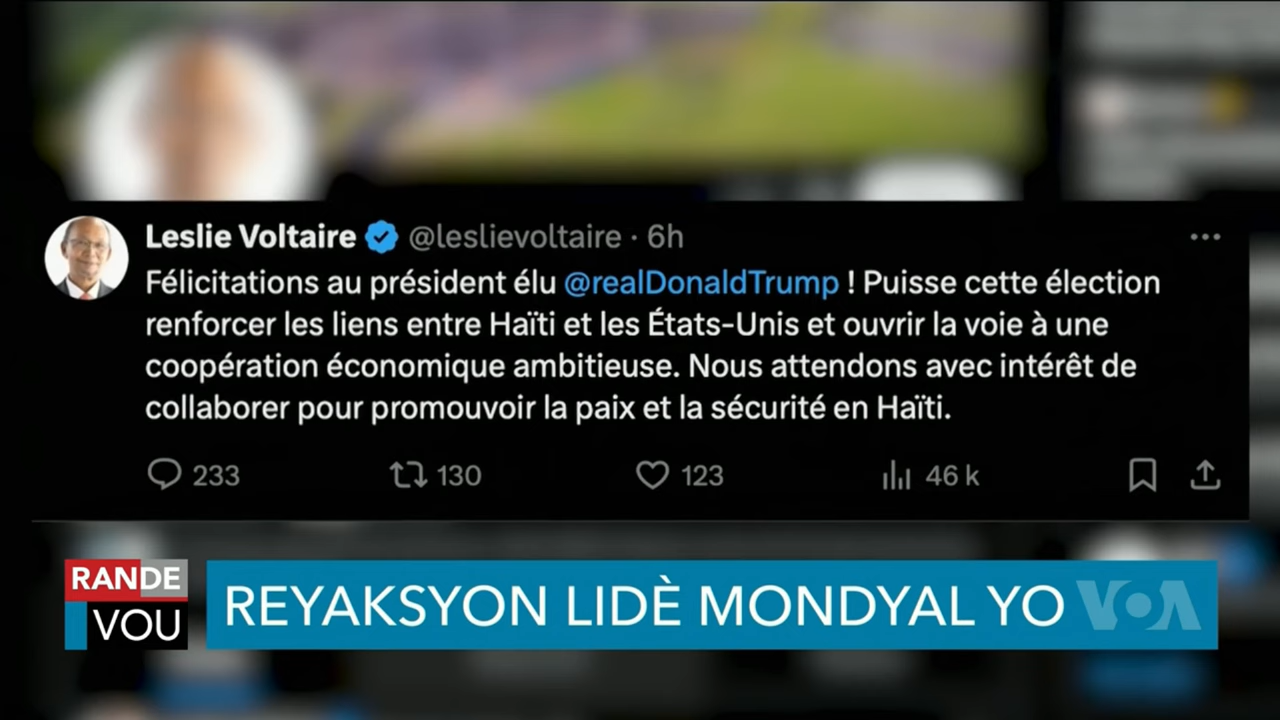 Leslie Voltaire @leslievoltaire · 6h
Félicitations au président élu @realDonaldTrump ! Puisse cette élection
renforcer les liens entre Haïti et les États-Unis et ouvrir la voie à une
coopération économique ambitieuse. Nous attendons avec intérêt de
collaborer pour promouvoir la paix et la sécurité en Haïti.
233 130 123 46 k
RANDE
VOU
REYAKSYON LIDÈ MONDYAL YO VOA